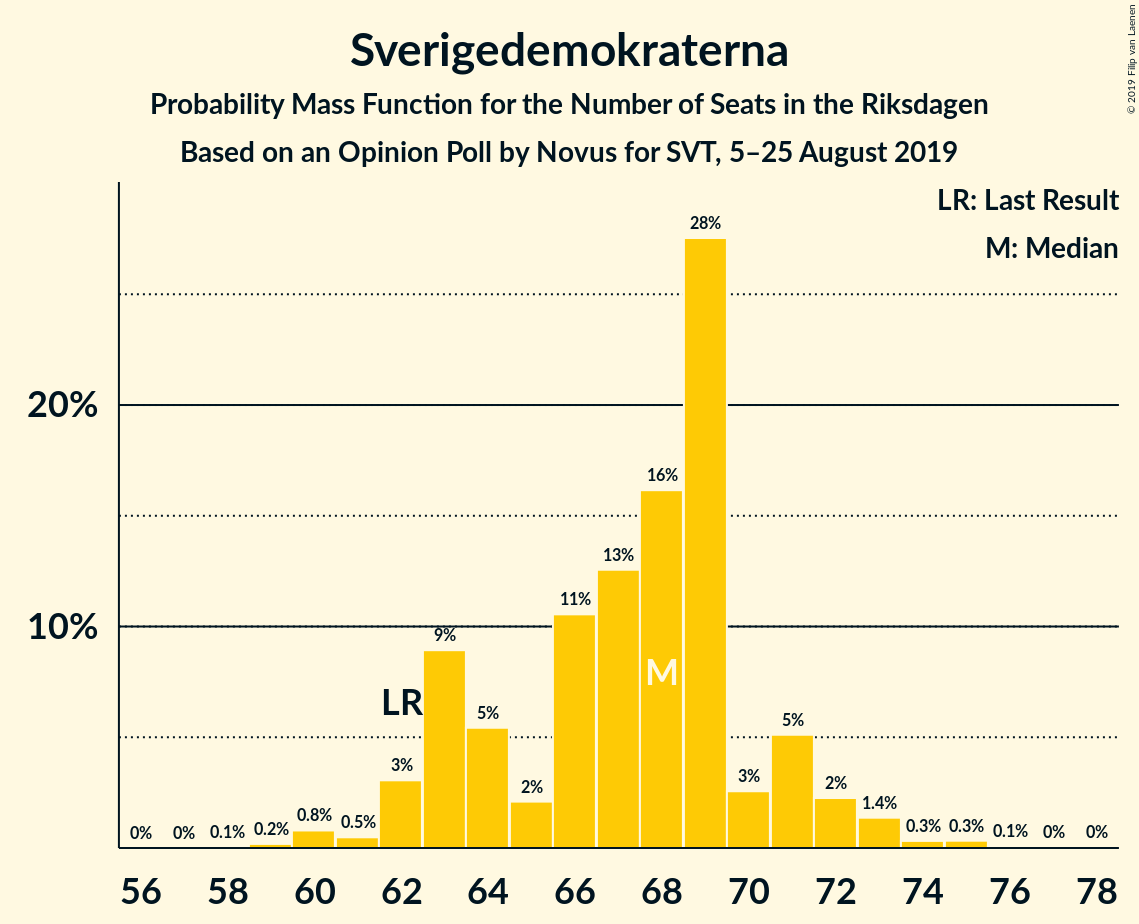 Sverigedemokraterna
Probability Mass Function for the Number of Seats in the Riksdagen
Based on an Opinion Poll by Novus for SVT, 5–25 August 2019
© 2019 Filip van Laenen
LR: Last Result
M: Median
28%
20%
16%
13%
11%
10%
9%
M
LR
5%
5%
3%
2%
3%
2%
0%
0%
0.1%
0.2%
0.8%
0.5%
1.4%
0.3%
0.3%
0.1%
0%
0%
56 58 60 62 64 66 68 70 72 74 76 78